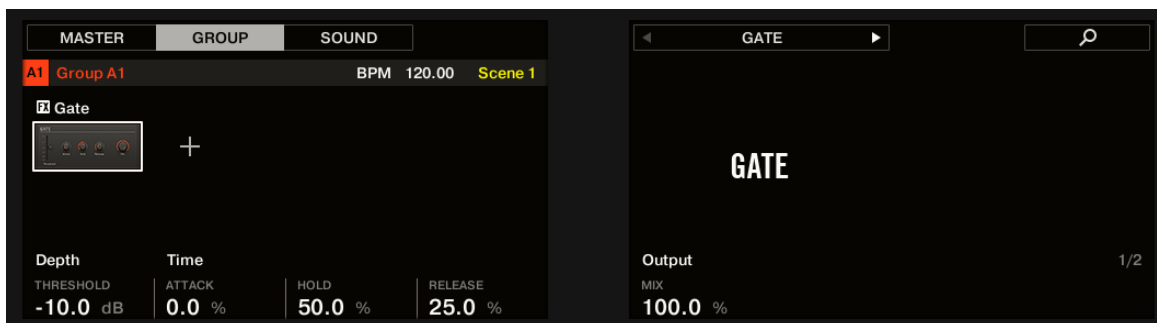 MASTER GROUP SOUND
A1 Group A1 BPM 120.00 Scene 1
FX Gate
Depth Time
THRESHOLD ATTACK HOLD RELEASE
-10.0 dB 0.0 % 50.0 % 25.0 %
GATE
GATE
Output 1/2
MIX
100.0 %